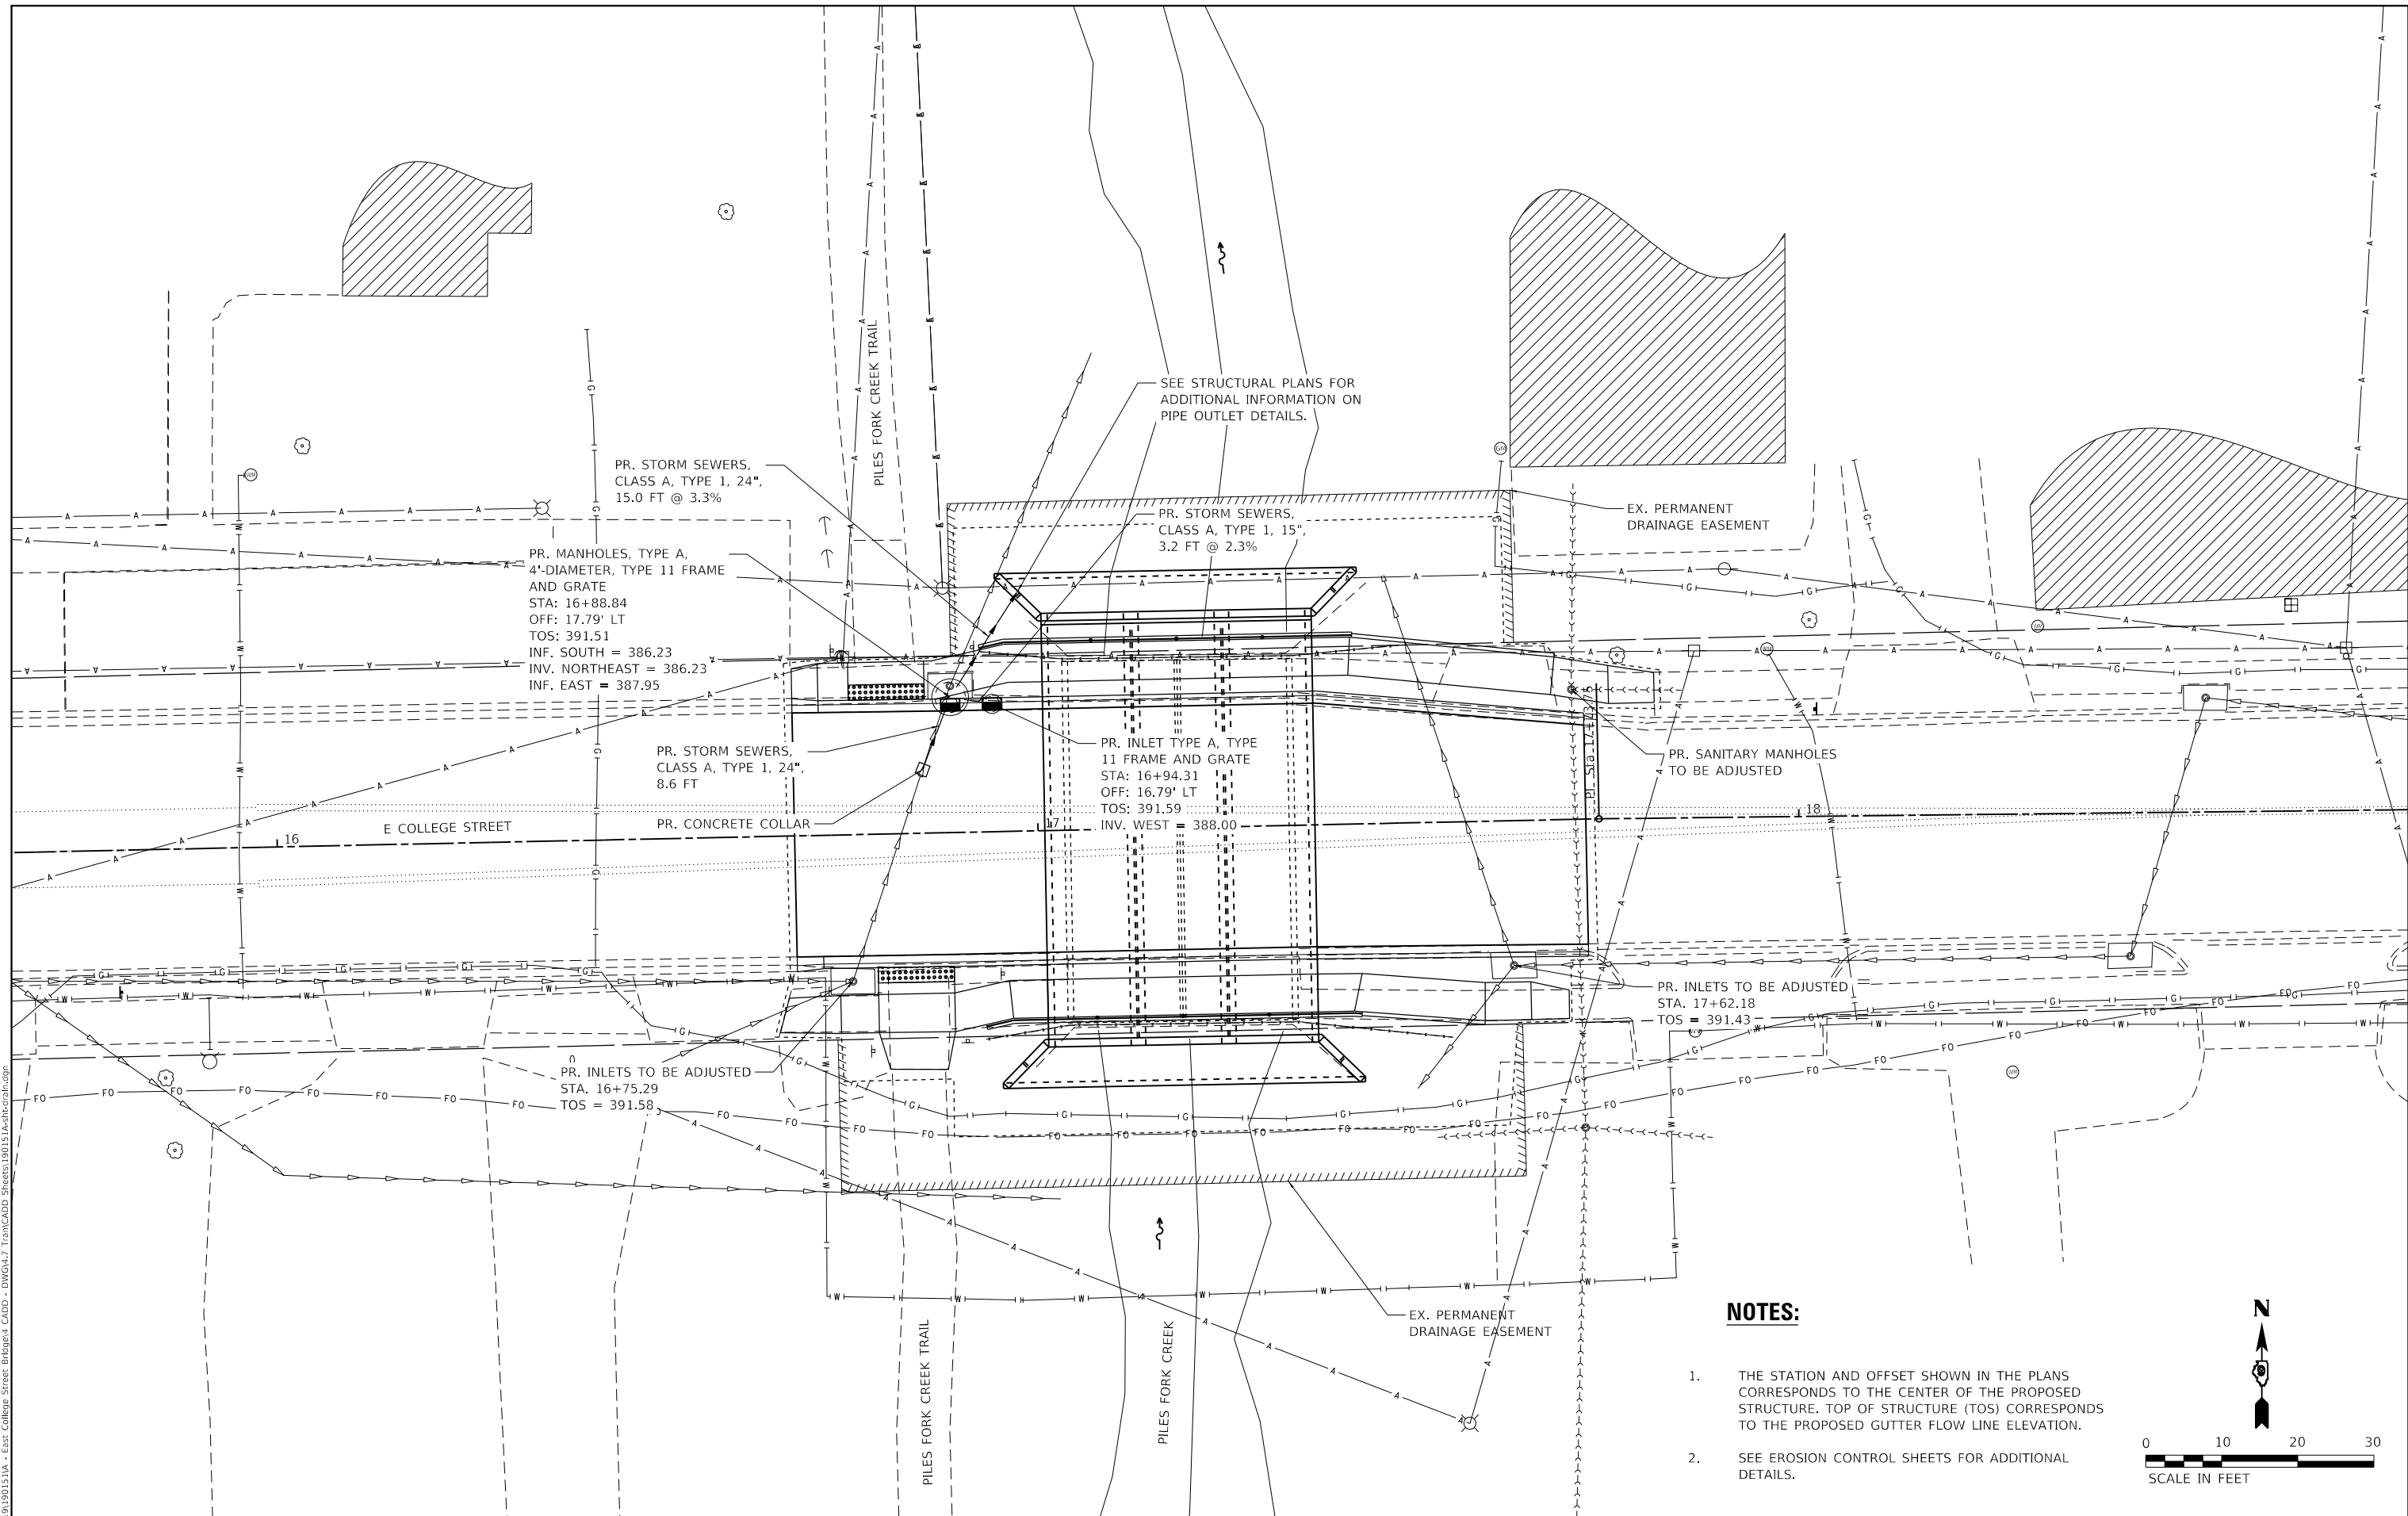 PILES FORK CREEK TRAIL
SEE STRUCTURAL PLANS FOR
ADDITIONAL INFORMATION ON
PIPE OUTLET DETAILS.
PR. STORM SEWERS,
CLASS A, TYPE 1, 24",
15.0 FT @ 3.3%
PR. STORM SEWERS,
CLASS A, TYPE 1, 15",
3.2 FT @ 2.3%
EX. PERMANENT
DRAINAGE EASEMENT
PR. MANHOLES, TYPE A,
4'-DIAMETER, TYPE 11 FRAME
AND GRATE
STA: 16+88.84
OFF: 17.79' LT
TOS: 391.51
INF. SOUTH = 386.23
INV. NORTHEAST = 386.23
INF. EAST = 387.95
PR. STORM SEWERS,
CLASS A, TYPE 1, 24",
8.6 FT
PR. CONCRETE COLLAR
PR. INLET TYPE A, TYPE
11 FRAME AND GRATE
STA: 16+94.31
OFF: 16.79' LT
TOS: 391.59
INV. WEST = 388.00
PR. SANITARY MANHOLES
TO BE ADJUSTED
E COLLEGE STREET
16
17
18
PR. INLETS TO BE ADJUSTED
STA. 17+62.18
TOS = 391.43
PR. INLETS TO BE ADJUSTED
STA. 16+75.29
TOS = 391.58
EX. PERMANENT
DRAINAGE EASEMENT
PILES FORK CREEK TRAIL
PILES FORK CREEK
NOTES:
1. THE STATION AND OFFSET SHOWN IN THE PLANS
CORRESPONDS TO THE CENTER OF THE PROPOSED
STRUCTURE. TOP OF STRUCTURE (TOS) CORRESPONDS
TO THE PROPOSED GUTTER FLOW LINE ELEVATION.
2. SEE EROSION CONTROL SHEETS FOR ADDITIONAL
DETAILS.
N
0 10 20 30
SCALE IN FEET